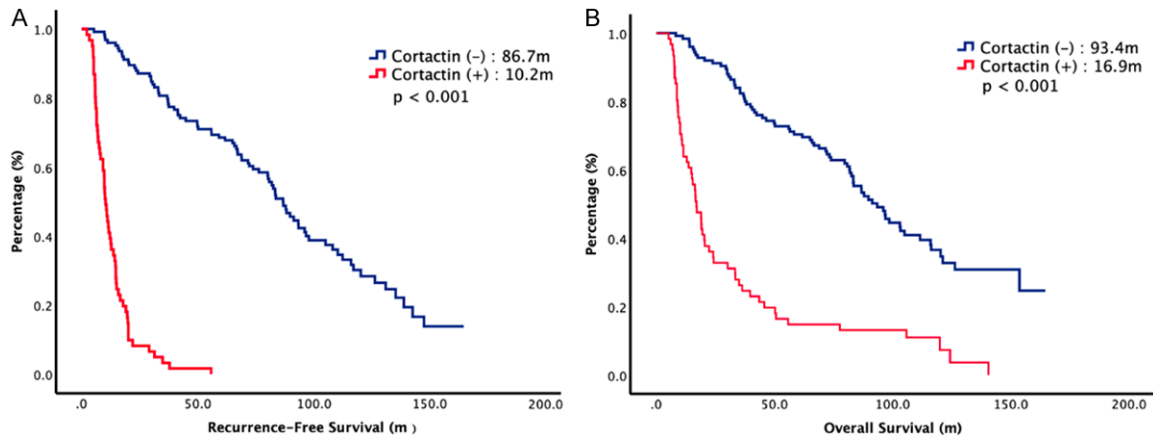 A
1.0
0.8
0.6
0.4
0.2
0.0
Percentage (%)
Cortactin (-) : 86.7m
Cortactin (+) : 10.2m
p < 0.001
.0 50.0 100.0 150.0 200.0
Recurrence-Free Survival (m )
B
1.0
0.8
0.6
0.4
0.2
0.0
Percentage (%)
Cortactin (-) : 93.4m
Cortactin (+) : 16.9m
p < 0.001
.0 50.0 100.0 150.0 200.0
Overall Survival (m)